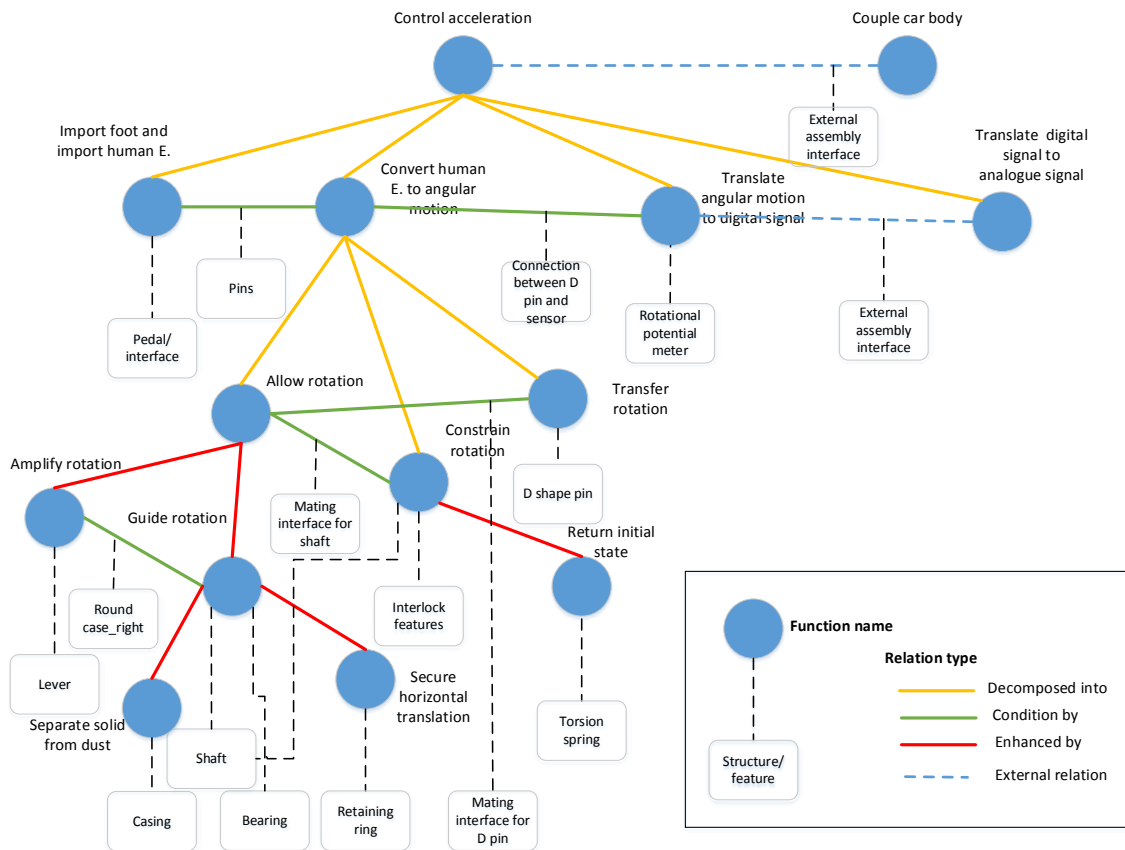 Control acceleration
Couple car body
Import foot and
import human E.
Convert human
E. to angular
motion
Translate
angular motion
to digital signal
External
assembly
interface
Translate  digital
signal to
analogue signal
Pins
Pedal/
interface
Connection
between D
pin and
sensor
Rotational
potential
meter
External
assembly
interface
Allow rotation
Transfer
rotation
Constrain
rotation
Amplify rotation
Guide rotation
Mating
interface for
shaft
D shape pin
Return initial
state
Round
case_right
Interlock
features
Lever
Secure
horizontal
translation
Separate solid
from dust
Shaft
Torsion
spring
Casing
Bearing
Retaining
ring
Mating
interface for
D pin
Function name
Relation type
Decomposed into
Condition by
Enhanced by
External relation
Structure/
feature